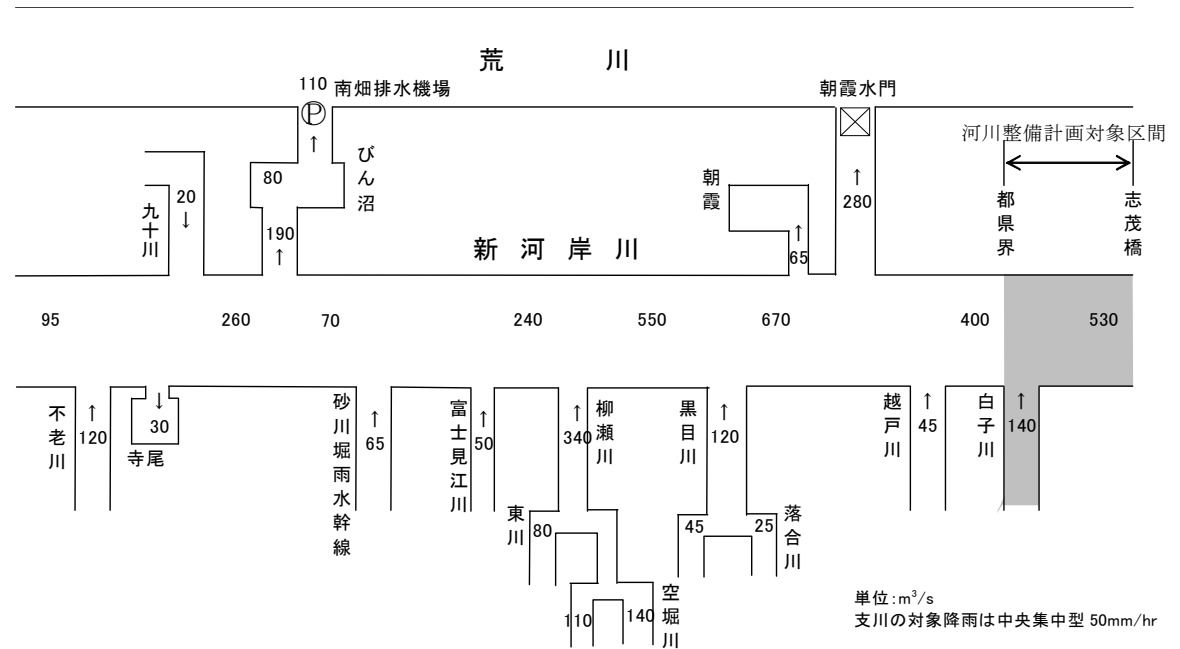 荒川
110 南畑排水機場
朝霞水門
河川整備計画対象区間
Ⓟ
↑
びん沼
80
190
↑
九十川
20
↓
朝霞
↑
65
↑
280
都県界
志茂橋
新河岸川
95
260
70
240
550
670
400
530
不老川
↑
120
↓
30
寺尾
砂川堀雨水幹線
↑
65
富士見江川
↑
50
↑
340
柳瀬川
黒目川
↑
120
越戸川
↑
45
白子川
↑
140
東川
80
45
25
落合川
110
140
空堀川
単位:m³/s
支川の対象降雨は中央集中型 50mm/hr